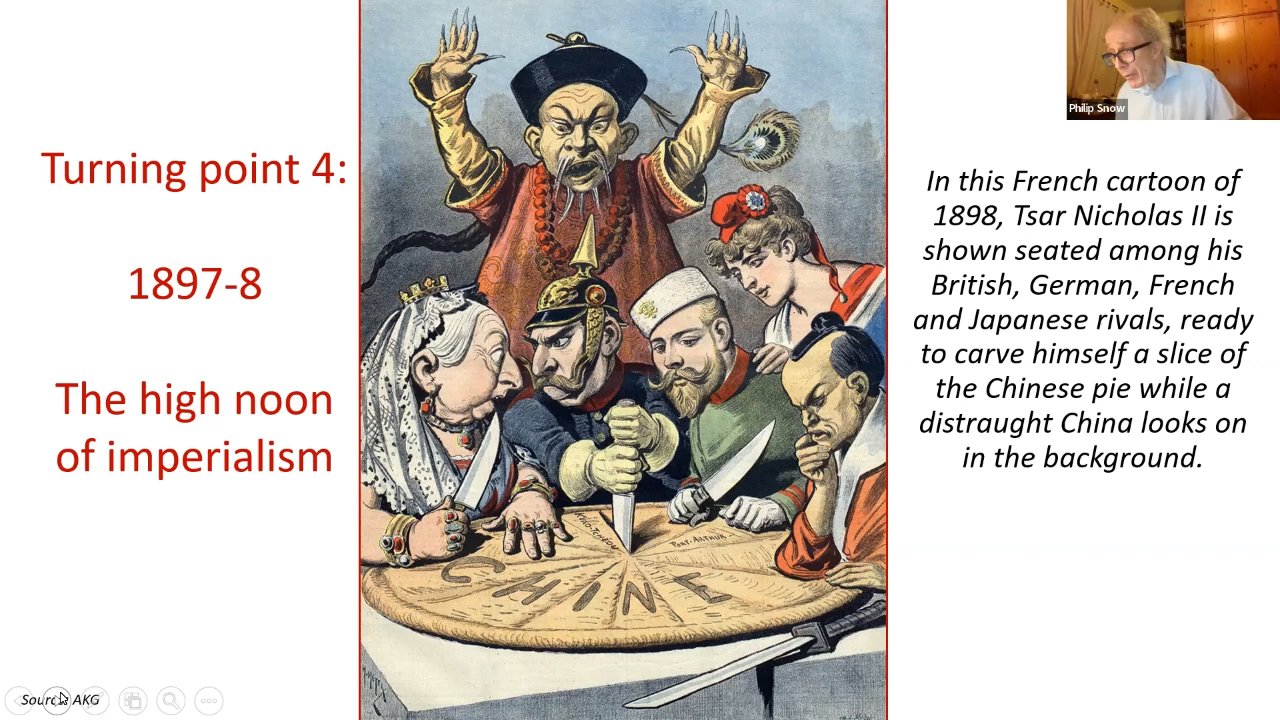 Turning point 4:
1897-8
The high noon
of imperialism
CHINE
PORT-ARTHUR
Philip Snow
In this French cartoon of
1898, Tsar Nicholas II is
shown seated among his
British, German, French
and Japanese rivals, ready
to carve himself a slice of
the Chinese pie while a
distraught China looks on
in the background.
AKG